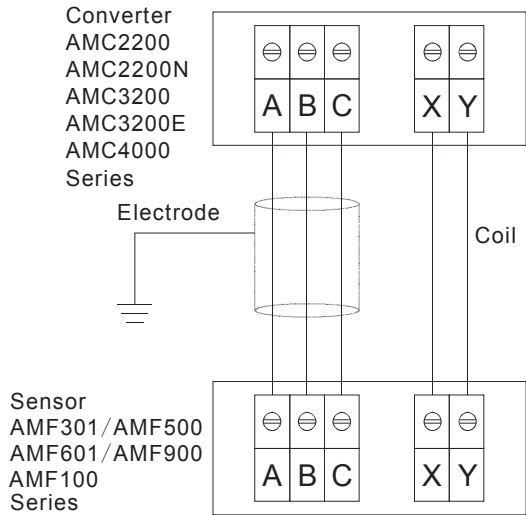 Converter
AMC2200
AMC2200N
AMC3200
AMC3200E
AMC4000
Series
A B C X Y
Electrode
Coil
Sensor
AMF301/AMF500
AMF601/AMF900
AMF100
Series
A B C X Y